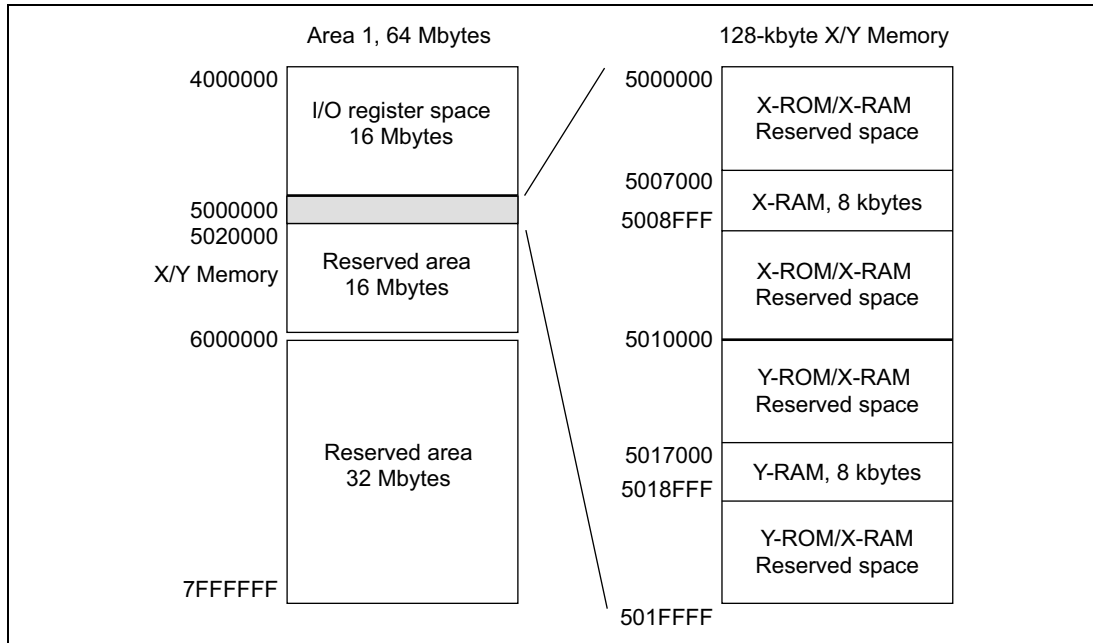 Area 1, 64 Mbytes
4000000
I/O register space
16 Mbytes
5000000
5020000
X/Y Memory
Reserved area
16 Mbytes
6000000
Reserved area
32 Mbytes
7FFFFFF
128-kbyte X/Y Memory
5000000
X-ROM/X-RAM
Reserved space
5007000
X-RAM, 8 kbytes
5008FFF
X-ROM/X-RAM
Reserved space
5010000
Y-ROM/X-RAM
Reserved space
5017000
Y-RAM, 8 kbytes
5018FFF
Y-ROM/X-RAM
Reserved space
501FFFF